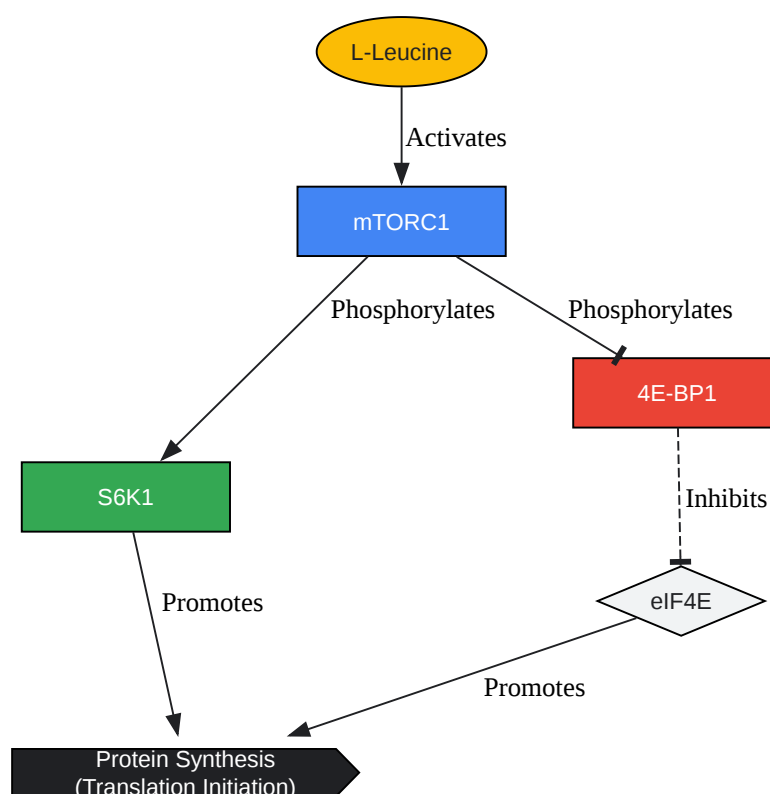 L-Leucine
Activates
mTORC1
Phosphorylates
Phosphorylates
4E-BP1
S6K1
Inhibits
Promotes
eIF4E
Promotes
Protein Synthesis
(Translation Initiation)